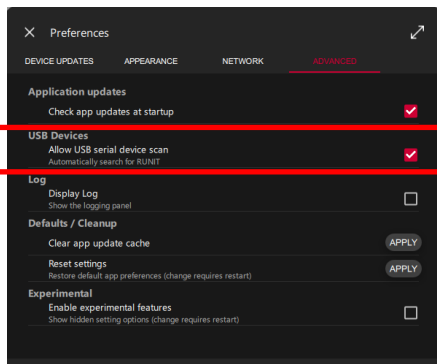 Preferences
DEVICE UPDATES APPEARANCE NETWORK ADVANCED
Application updates
Check app updates at startup
USB Devices
Allow USB serial device scan
Automatically search for RUNIT
Log
Display Log
Show the logging panel
Defaults / Cleanup
Clear app update cache
APPLY
Reset settings
Restore default app preferences (change requires restart)
APPLY
Experimental
Enable experimental features
Show hidden setting options (change requires restart)